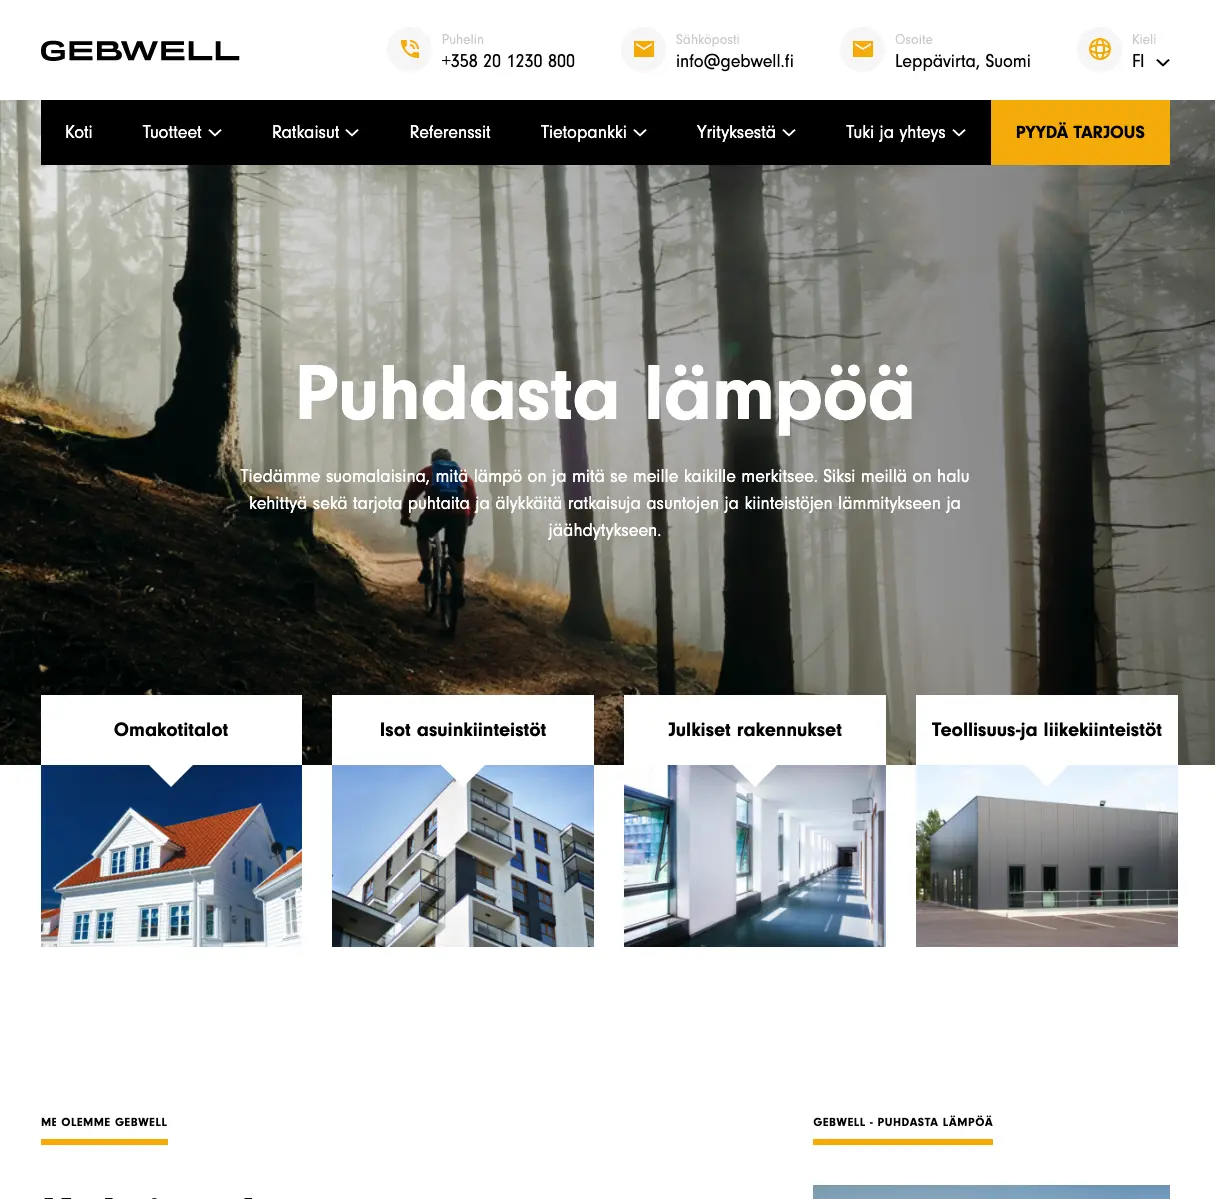 GEBWELL
Puhelin
+358 20 1230 800
Sähköposti
info@gebwell.fi
Osoite
Leppävirta, Suomi
Kieli
FI
Koti
Tuotteet
Ratkaisut
Referenssit
Tietopankki
Yrityksestä
Tuki ja yhteys
PYYDÄ TARJOUS
Puhdasta lämpöä
Tiedämme suomalaisina, mitä lämpö on ja mitä se meille kaikille merkitsee. Siksi meillä on halu
kehittyä sekä tarjota puhtaita ja älykkäitä ratkaisuja asuntojen ja kiinteistöjen lämmitykseen ja
jäähdytykseen.
Omakotitalot
Isot asuinkiinteistöt
Julkiset rakennukset
Teollisuus-ja liikekiinteistöt
ME OLEMME GEBWELL
GEBWELL - PUHDASTA LÄMPÖÄ